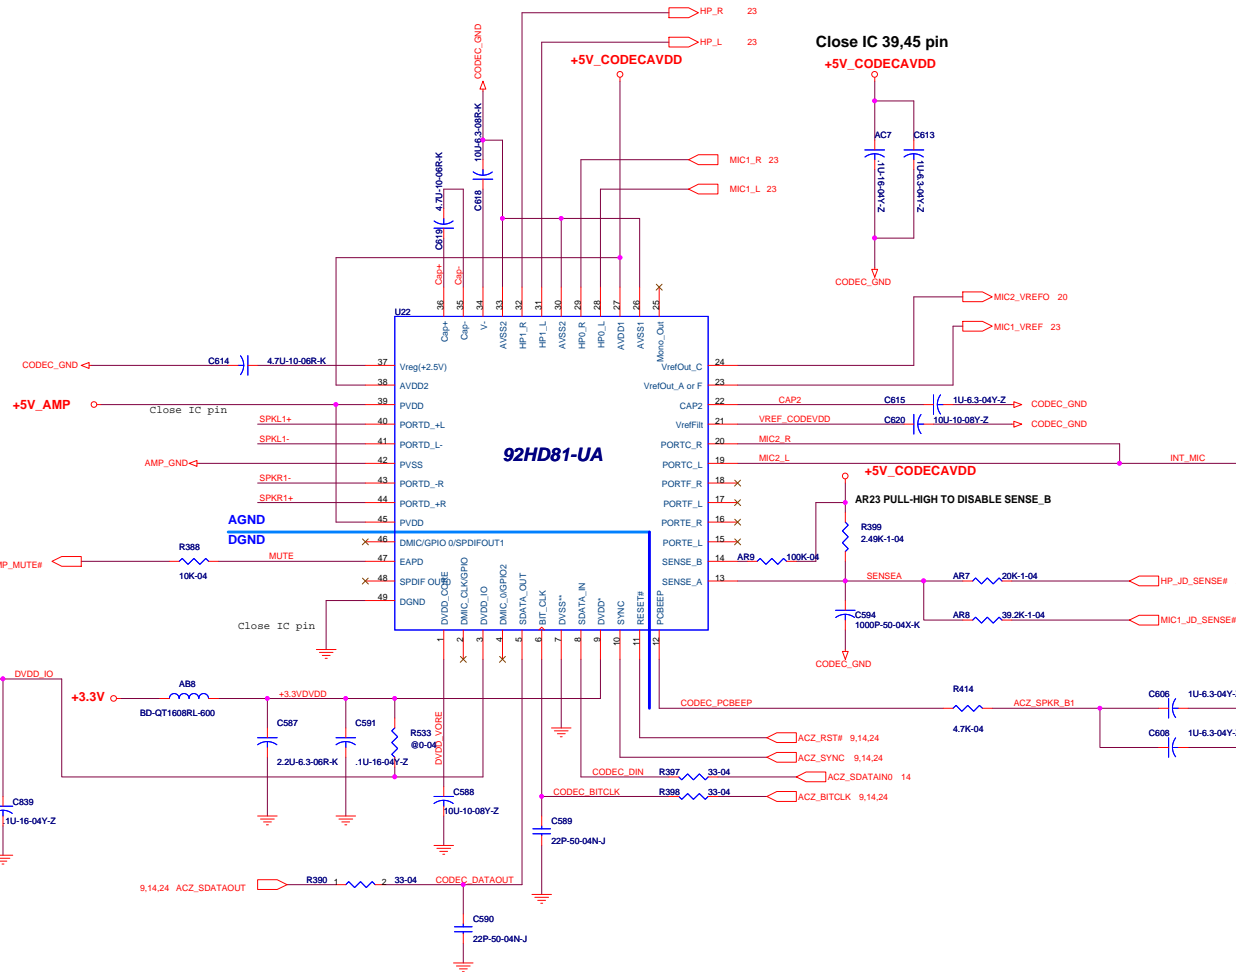 HP_R 23
HP_L 23
CODEC_GND
+5V_CODECAVDD
Close IC 39,45 pin
+5V_CODECAVDD
10U-6.3-08R-K
C618
4.7U-10-06R-K
C619
AC7
.1U-16-04Y-Z
C613
1U-6.3-04Y-Z
MIC1_R 23
MIC1_L 23
CODEC_GND
Cap+
Cap-
36
35
34
33
32
31
30
29
28
27
26
25
U22
Cap+
Cap-
V-
AVSS2
HP1_R
HP1_L
AVSS2
HP0_R
HP0_L
AVDD1
AVSS1
Mono_Out
MIC2_VREFO 20
MIC1_VREF 23
CODEC_GND
C614
4.7U-10-06R-K
37 Vreg(+2.5V)
38 AVDD2
+5V_AMP
39 PVDD
Close IC pin
SPKL1+ 40 PORTD_+L
SPKL1- 41 PORTD_L-
AMP_GND 42 PVSS
SPKR1- 43 PORTD_-R
SPKR1+ 44 PORTD_+R
45 PVDD
AGND
DGND
46 DMIC/GPIO 0/SPDIFOUT1
47 EAPD
48 SPDIF OUT0
49 DGND
92HD81-UA
VrefOut_C 24
VrefOut_A or F 23
CAP2 22 CAP2 C615 1U-6.3-04Y-Z CODEC_GND
VrefFilt 21 VREF_CODEVDD C620 10U-10-08Y-Z CODEC_GND
PORTC_R 20 MIC2_R
PORTC_L 19 MIC2_L INT_MIC
PORTF_R 18
PORTF_L 17
PORTE_R 16
PORTE_L 15
SENSE_B 14
SENSE_A 13
+5V_CODECAVDD
AR23 PULL-HIGH TO DISABLE SENSE_B
R399
2.49K-1-04
AR9 100K-04
SENSEA
AR7 20K-1-04 HP_JD_SENSE#
AR8 39.2K-1-04 MIC1_JD_SENSE#
C594
1000P-50-04X-K
CODEC_GND
MP_MUTE#
R388
10K-04
MUTE
Close IC pin
DVDD_CORE
DMIC_CLK/GPIO
DVDD_IO
DMIC_0/GPIO2
SDATA_OUT
BIT_CLK
DVSS**
SDATA_IN
DVDD*
SYNC
RESET#
PCBEEP
1
2
3
4
5
6
7
8
9
10
11
12
DVDD_IO
+3.3V
AB8
BD-QT1608RL-600
+3.3VDVDD
C587
2.2U-6.3-06R-K
C591
.1U-16-04Y-Z
R533
@0-04
DVDD_VORE
C588
10U-10-08Y-Z
C839
.1U-16-04Y-Z
CODEC_PCBEEP
R414
4.7K-04
ACZ_SPKR_B1
C606 1U-6.3-04Y-Z
C608 1U-6.3-04Y-Z
ACZ_RST# 9,14,24
ACZ_SYNC 9,14,24
CODEC_DIN R397 33-04 ACZ_SDATAIN0 14
CODEC_BITCLK R398 33-04 ACZ_BITCLK 9,14,24
C589
22P-50-04N-J
9,14,24 ACZ_SDATAOUT
R390 1 2 33-04
CODEC_DATAOUT
C590
22P-50-04N-J